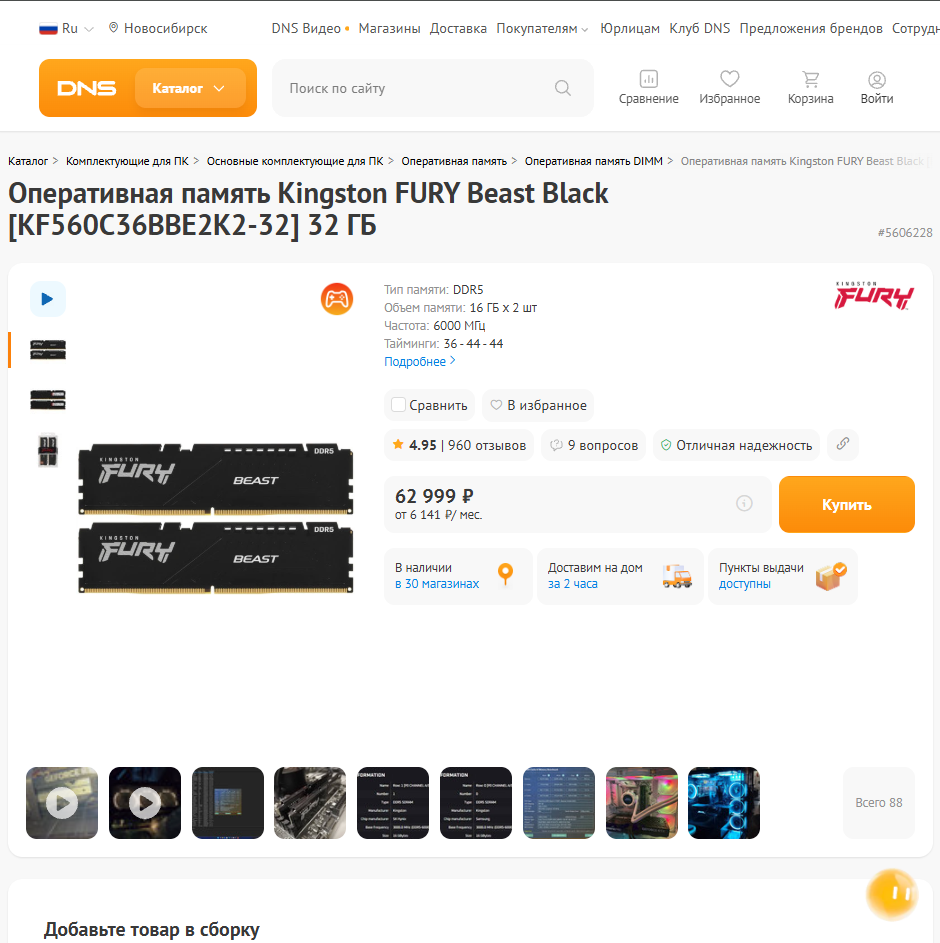 Ru
Новосибирск
DNS Видео
Магазины
Доставка
Покупателям
Юрлицам
Клуб DNS
Предложения брендов
Сотрудн
DNS
Каталог
Поиск по сайту
Сравнение
Избранное
Корзина
Войти
Каталог > Комплектующие для ПК > Основные комплектующие для ПК > Оперативная память > Оперативная память DIMM > Оперативная память Kingston FURY Beast Black
Оперативная память Kingston FURY Beast Black
[KF560C36BBE2K2-32] 32 ГБ
#5606228
Тип памяти: DDR5
Объем памяти: 16 ГБ x 2 шт
Частота: 6000 МГц
Тайминги: 36 - 44 - 44
Подробнее >
KINGSTON
FURY
Сравнить
В избранное
4.95 | 960 отзывов
9 вопросов
Отличная надежность
KINGSTON
FURY
BEAST
DDR5
KINGSTON
FURY
BEAST
DDR5
62 999 ₽
от 6 141 ₽/ мес.
Купить
В наличии
в 30 магазинах
Доставим на дом
за 2 часа
Пункты выдачи
доступны
Всего 88
Добавьте товар в сборку